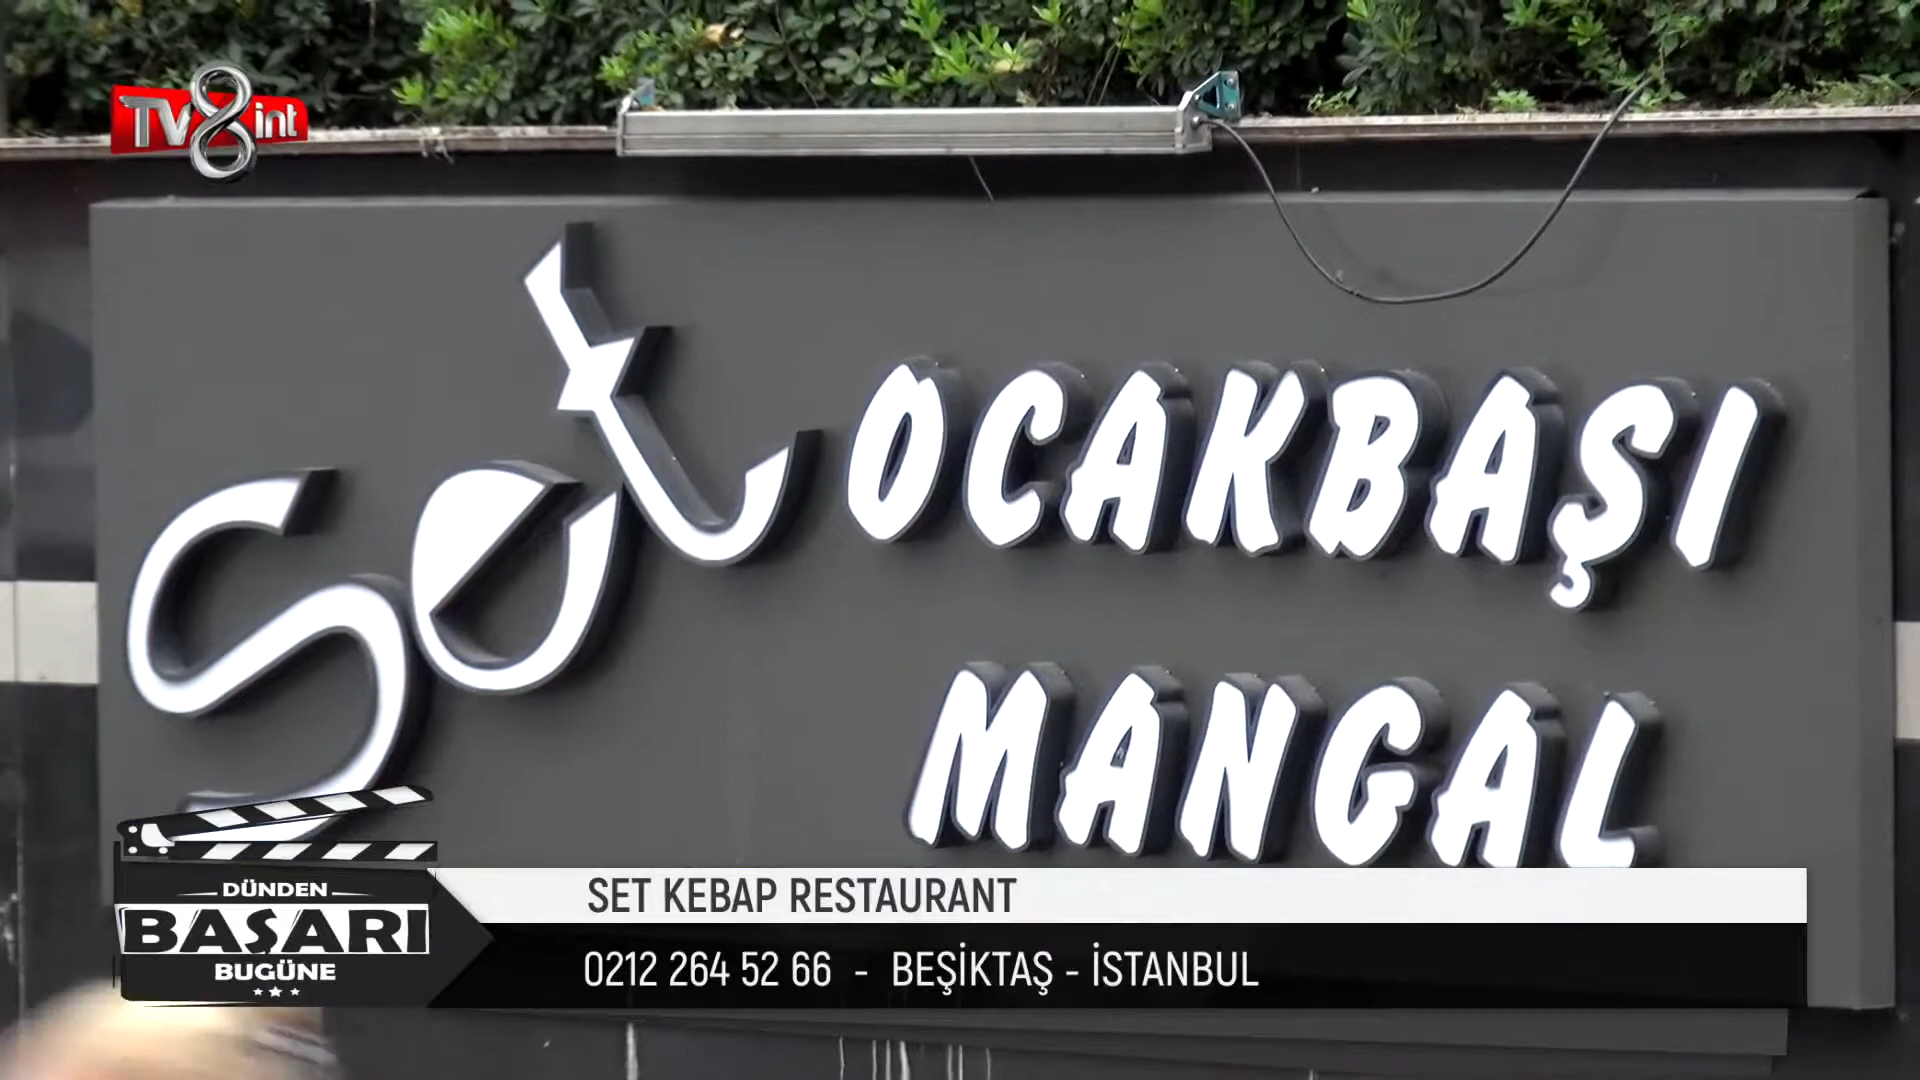 TV8int
Set OCAKBAŞI
MANGAL
DÜNDEN
BAŞARI
BUGÜNE
SET KEBAP RESTAURANT
0212 264 52 66 - BEŞİKTAŞ - İSTANBUL